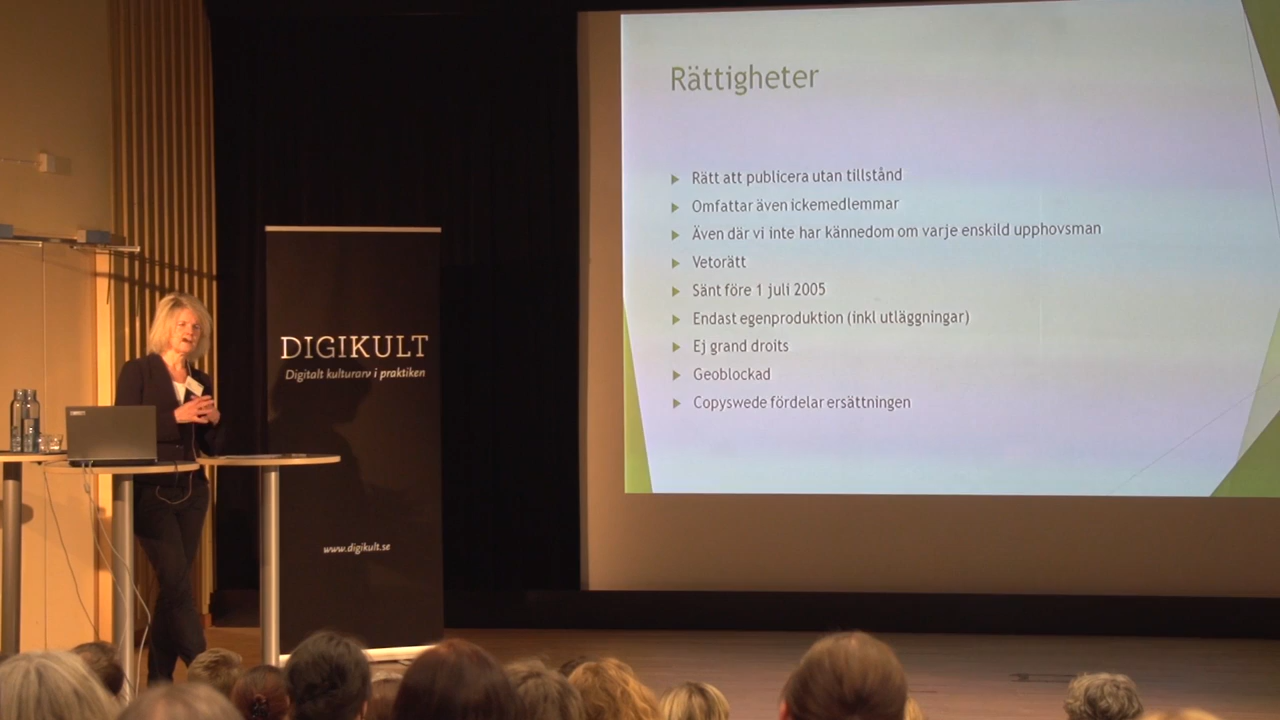 Rättigheter
Rätt att publicera utan tillstånd
Omfattar även ickemedlemmar
Även där vi inte har kännedom om varje enskild upphovsman
Vetorätt
Sänt före 1 juli 2005
Endast egenproduktion (inkl utläggningar)
Ej grand droits
Geoblockad
Copyswede fördelar ersättningen
DIGIKULT
Digitalt kulturarv i praktiken
www.digikult.se